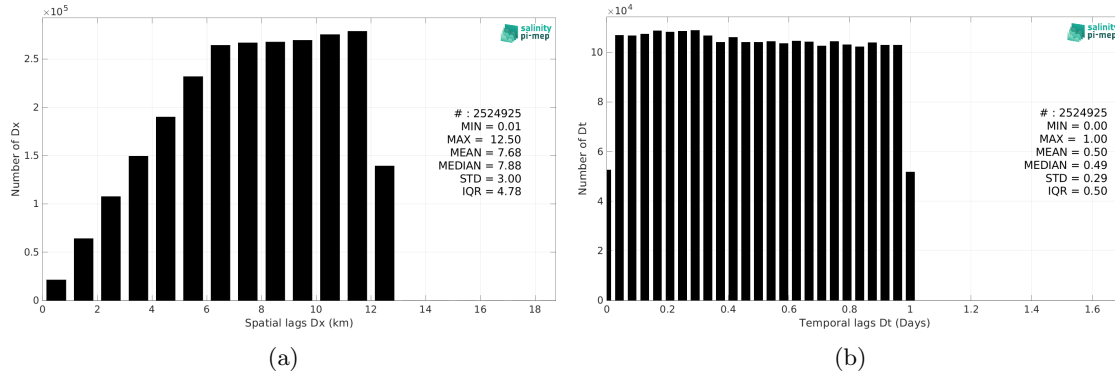 ×10⁵
2.5
2
1.5
1
0.5
0
Number of Dx
0 2 4 6 8 10 12 14 16 18
Spatial lags Dx (km)
salinity
pi-mep
# : 2524925
MIN = 0.01
MAX = 12.50
MEAN = 7.68
MEDIAN = 7.88
STD = 3.00
IQR = 4.78
(a)
×10⁴
10
8
6
4
2
0
Number of Dt
0 0.2 0.4 0.6 0.8 1 1.2 1.4 1.6
Temporal lags Dt (Days)
salinity
pi-mep
# : 2524925
MIN = 0.00
MAX = 1.00
MEAN = 0.50
MEDIAN = 0.49
STD = 0.29
IQR = 0.50
(b)